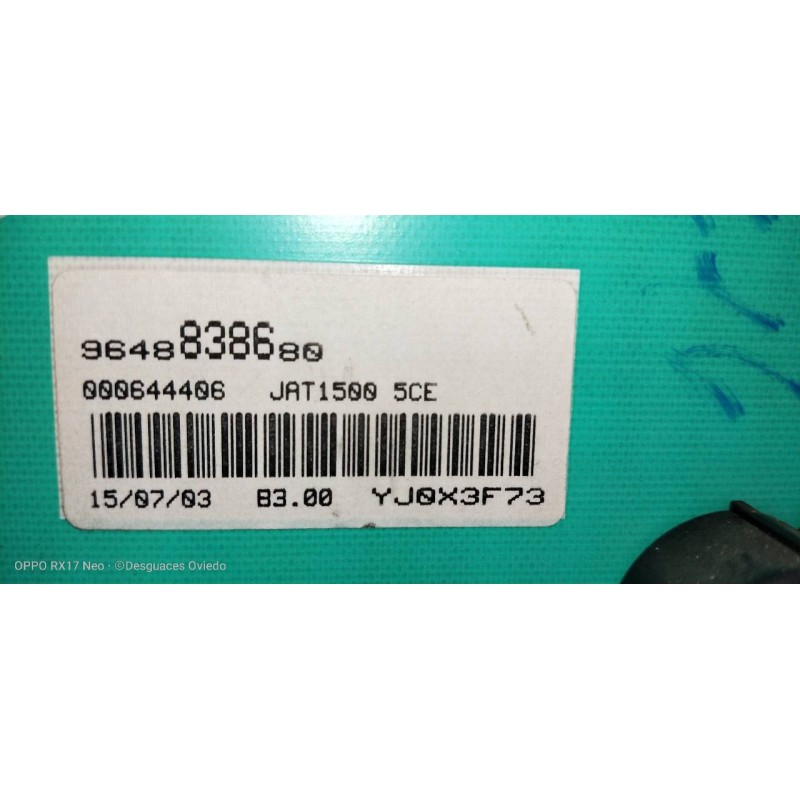 9648838680
000644406 JAT1500 5CE
15/07/03 B3.00 YJ0X3F73
OPPO RX17 Neo · ©Desguaces Oviedo